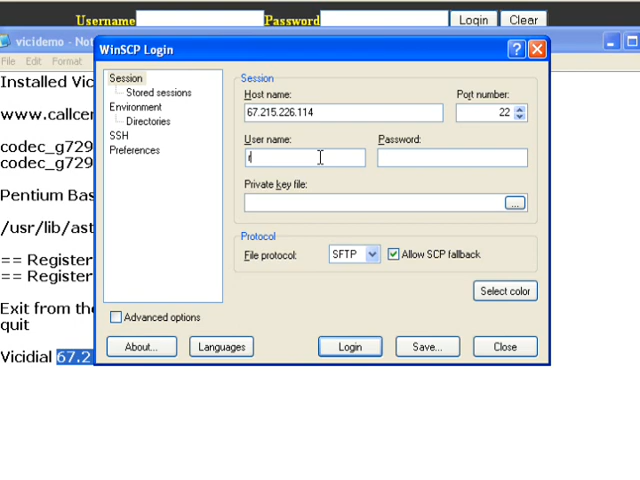 Username Password Login Clear
vicidemo - Not
File Edit Format
Installed Vic
www.callcen
codec_g729
codec_g729
Pentium Bas
/usr/lib/ast
== Register
== Register
Exit from the
quit
Vicidial 67.2
WinSCP Login
Session
Stored sessions
Environment
Directories
SSH
Preferences
Advanced options
About...
Languages
Session
Host name: Port number:
67.215.226.114 22
User name: Password:
r
Private key file:
...
Protocol
File protocol: SFTP Allow SCP fallback
Select color
Login Save... Close